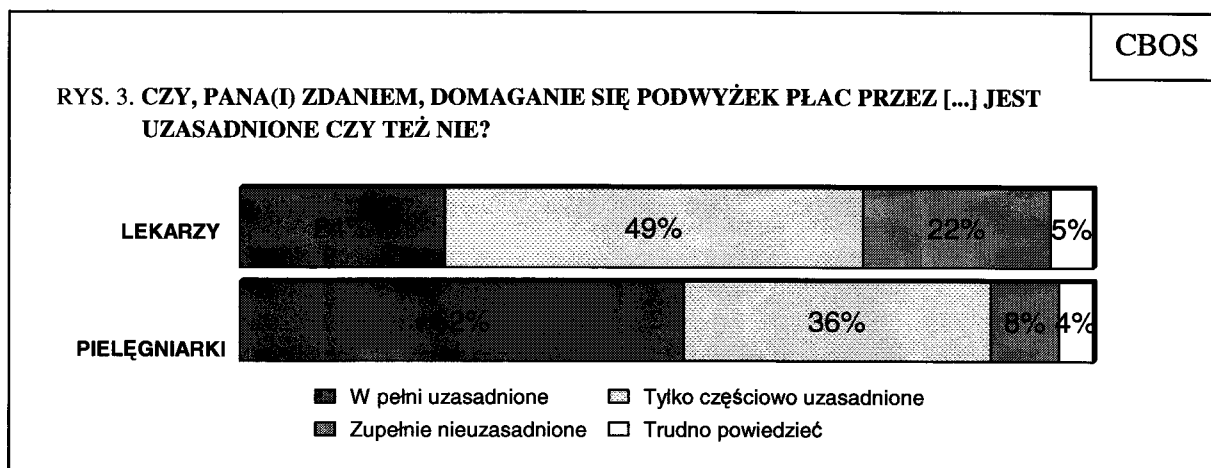 CBOS
RYS. 3. CZY, PANA(I) ZDANIEM, DOMAGANIE SIĘ PODWYŻEK PŁAC PRZEZ [...] JEST
UZASADNIONE CZY TEŻ NIE?
LEKARZY 49% 22% 5%
PIELĘGNIARKI 36% 8% 4%
W pełni uzasadnione Tylko częściowo uzasadnione
Zupełnie nieuzasadnione Trudno powiedzieć